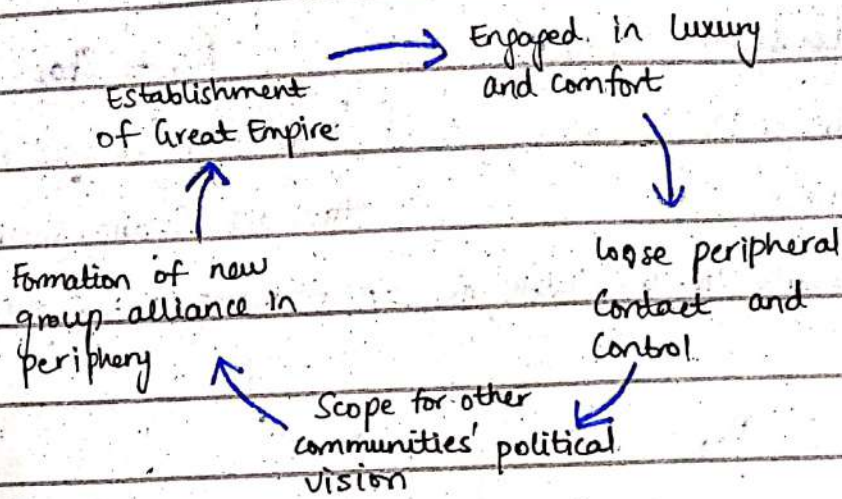 Establishment
of Great Empire
Engaged. in luxury
and comfort
loose peripheral
Contact and
Control.
Scope for other
communities' political
vision
Formation of new
group alliance in
periphery